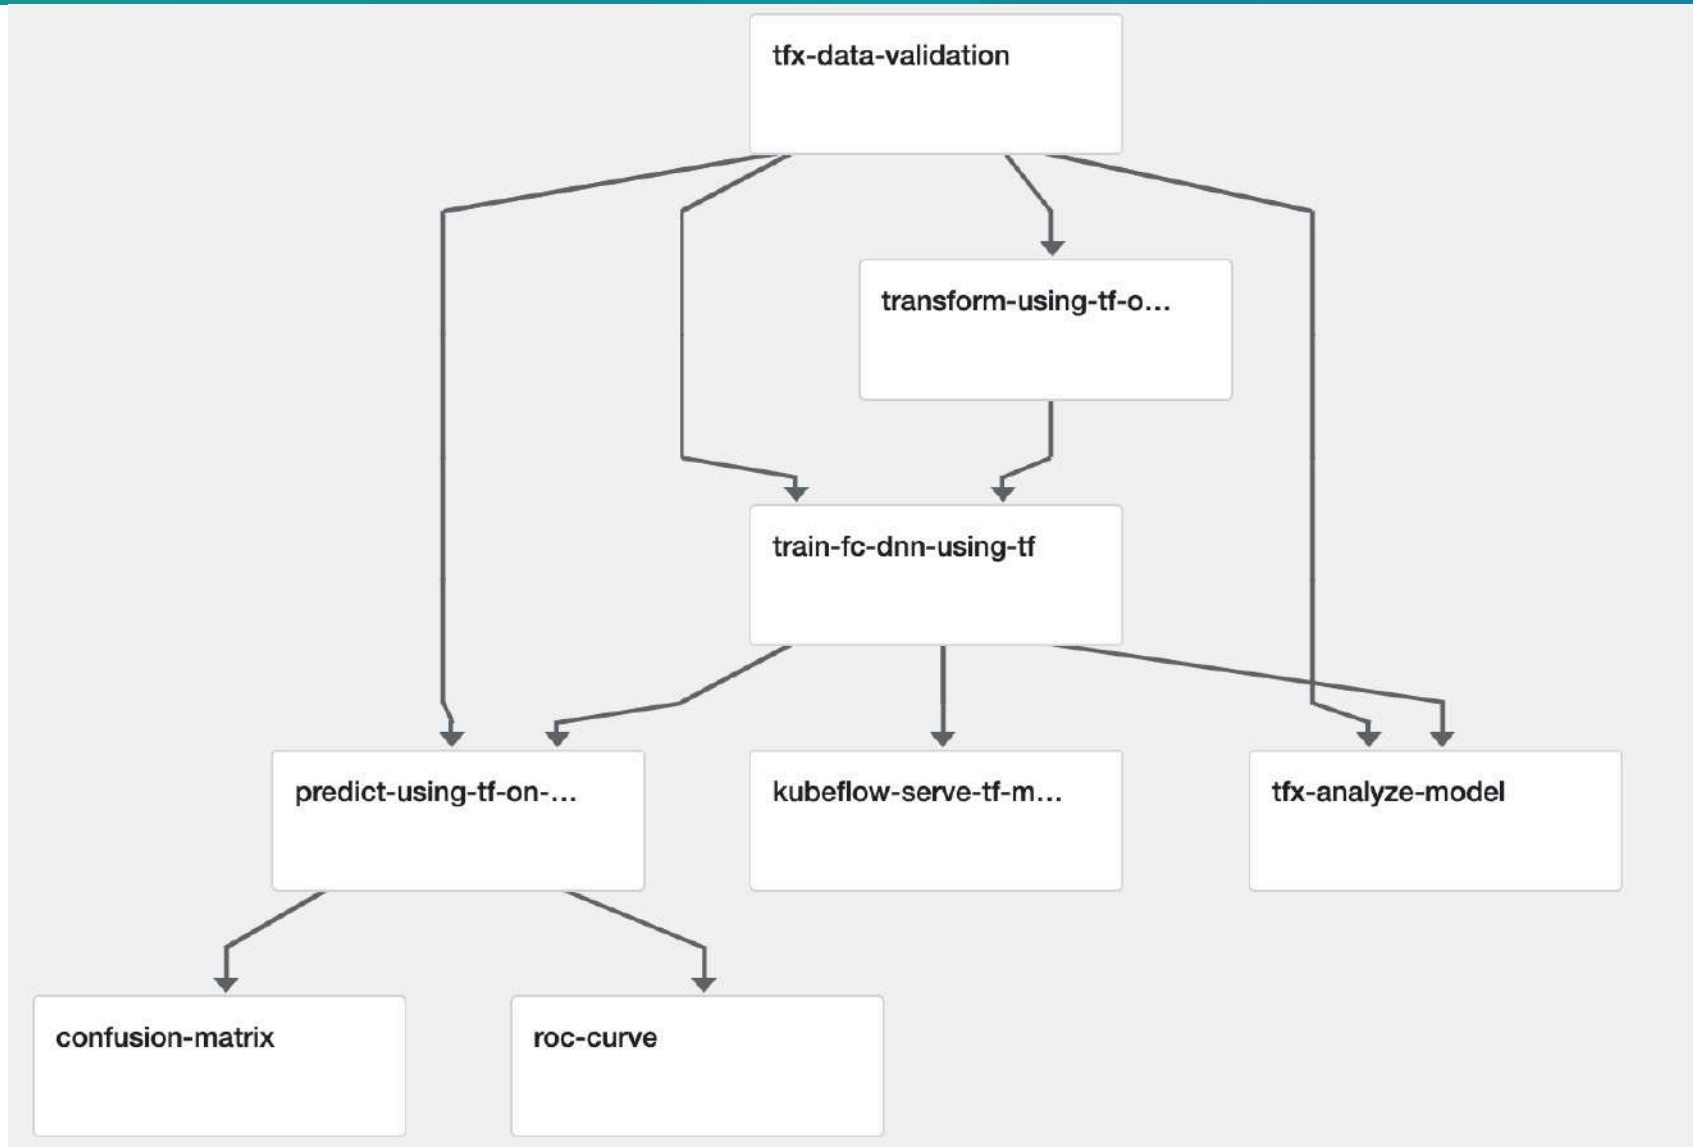 tfx-data-validation
transform-using-tf-o...
train-fc-dnn-using-tf
predict-using-tf-on-...
kubeflow-serve-tf-m...
tfx-analyze-model
confusion-matrix
roc-curve